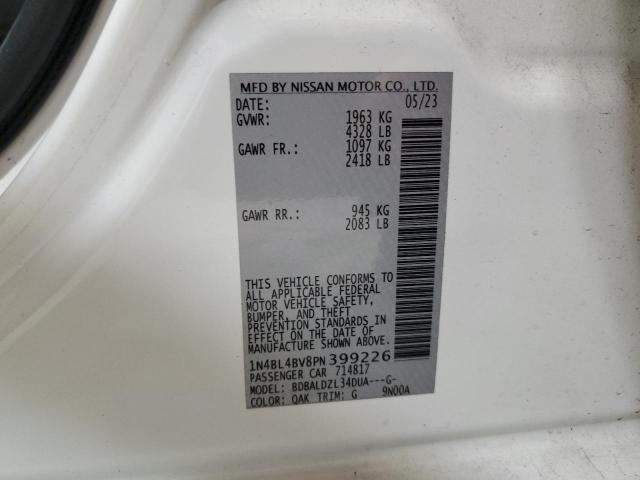 MFD BY NISSAN MOTOR CO., LTD.
DATE: 05/23
GVWR: 1963 KG
4328 LB
GAWR FR.: 1097 KG
2418 LB
GAWR RR.: 945 KG
2083 LB
THIS VEHICLE CONFORMS TO
ALL APPLICABLE FEDERAL
MOTOR VEHICLE SAFETY,
BUMPER, AND THEFT
PREVENTION STANDARDS IN
EFFECT ON THE DATE OF
MANUFACTURE SHOWN ABOVE.
1N4BL4BV8PN399226
PASSENGER CAR 714817
MODEL: BDBALDZL34DUA---G-
COLOR: QAK TRIM: G 9N00A